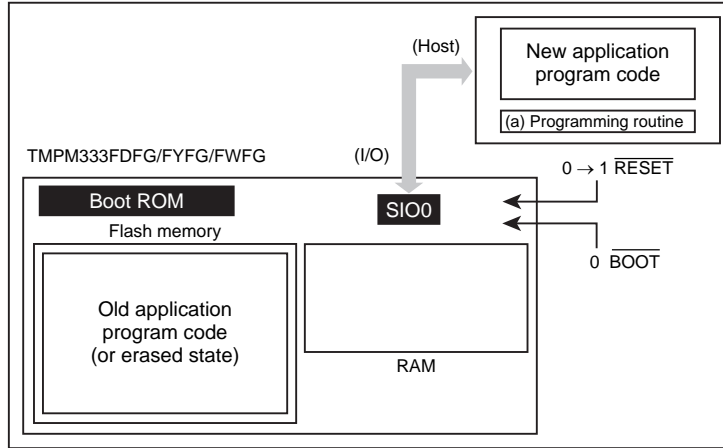 (Host)
New application
program code
(a) Programming routine
TMPM333FDFG/FYFG/FWFG
(I/O)
0 → 1 RESET
Boot ROM
SIO0
Flash memory
0 BOOT
Old application
program code
(or erased state)
RAM